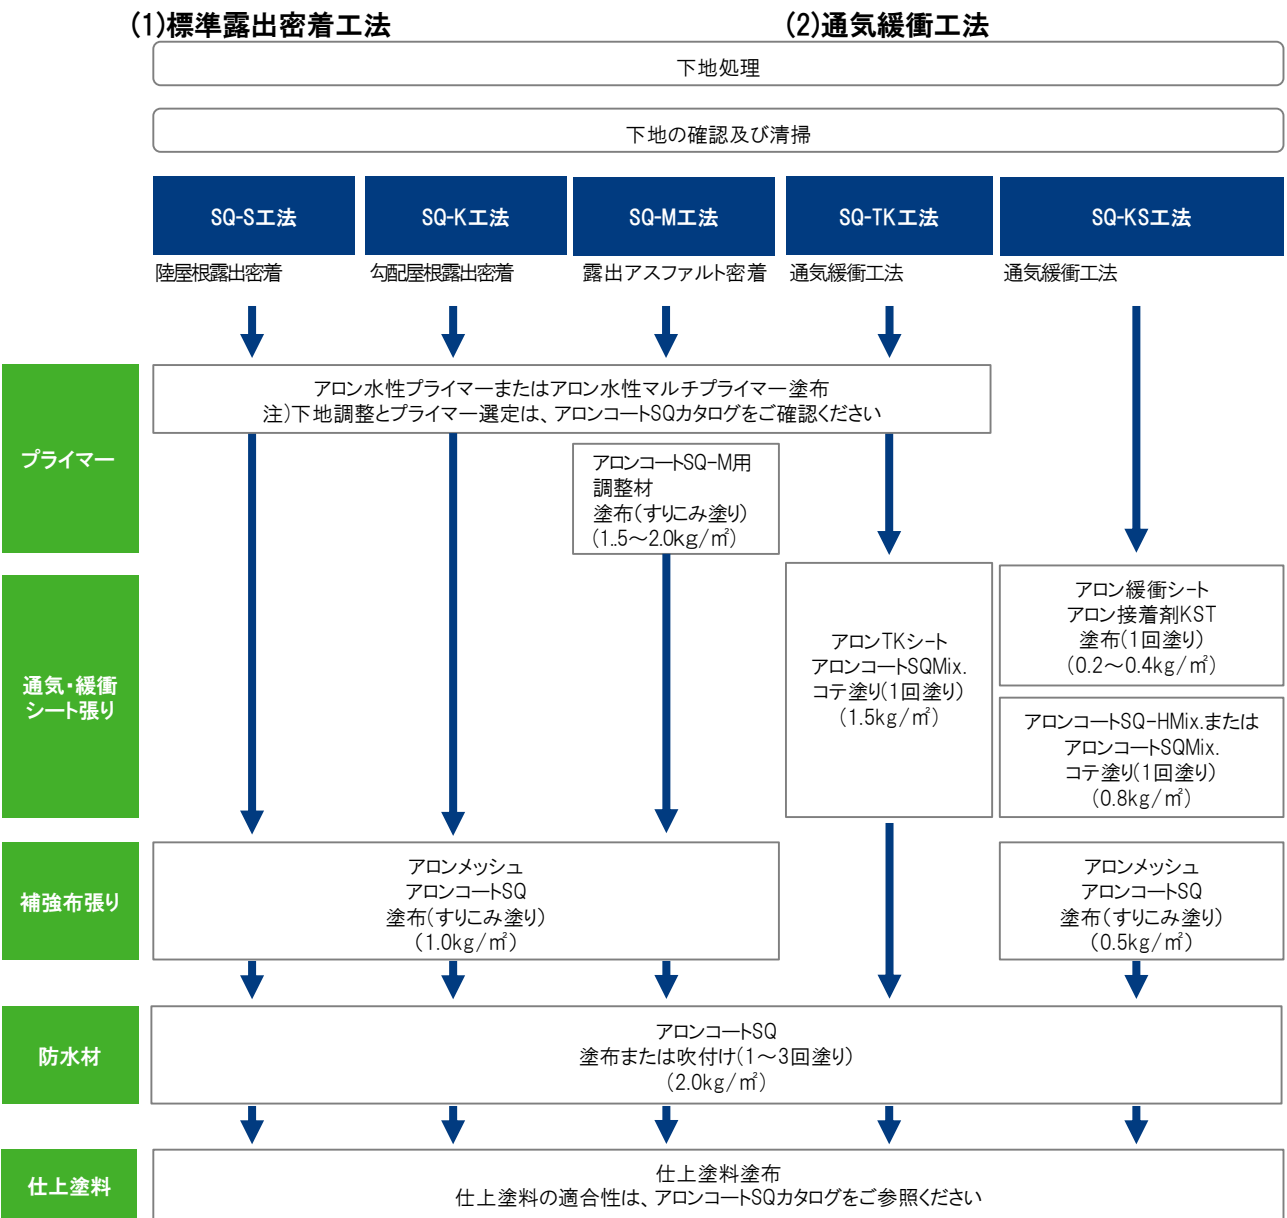 (1)標準露出密着工法
(2)通気緩衝工法
下地処理
下地の確認及び清掃
SQ-S工法
SQ-K工法
SQ-M工法
SQ-TK工法
SQ-KS工法
陸屋根露出密着
勾配屋根露出密着
露出アスファルト密着
通気緩衝工法
通気緩衝工法
プライマー
アロン水性プライマーまたはアロン水性マルチプライマー塗布
注)下地調整とプライマー選定は、アロンコートSQカタログをご確認ください
アロンコートSQ-M用
調整材
塗布(すりこみ塗り)
(1..5～2.0kg/㎡)
通気・緩衝
シート張り
アロンTKシート
アロンコートSQMix.
コテ塗り(1回塗り)
(1.5kg/㎡)
アロン緩衝シート
アロン接着剤KST
塗布(1回塗り)
(0.2～0.4kg/㎡)
アロンコートSQ-HMix.または
アロンコートSQMix.
コテ塗り(1回塗り)
(0.8kg/㎡)
補強布張り
アロンメッシュ
アロンコートSQ
塗布(すりこみ塗り)
(1.0kg/㎡)
アロンメッシュ
アロンコートSQ
塗布(すりこみ塗り)
(0.5kg/㎡)
防水材
アロンコートSQ
塗布または吹付け(1～3回塗り)
(2.0kg/㎡)
仕上塗料
仕上塗料塗布
仕上塗料の適合性は、アロンコートSQカタログをご参照ください